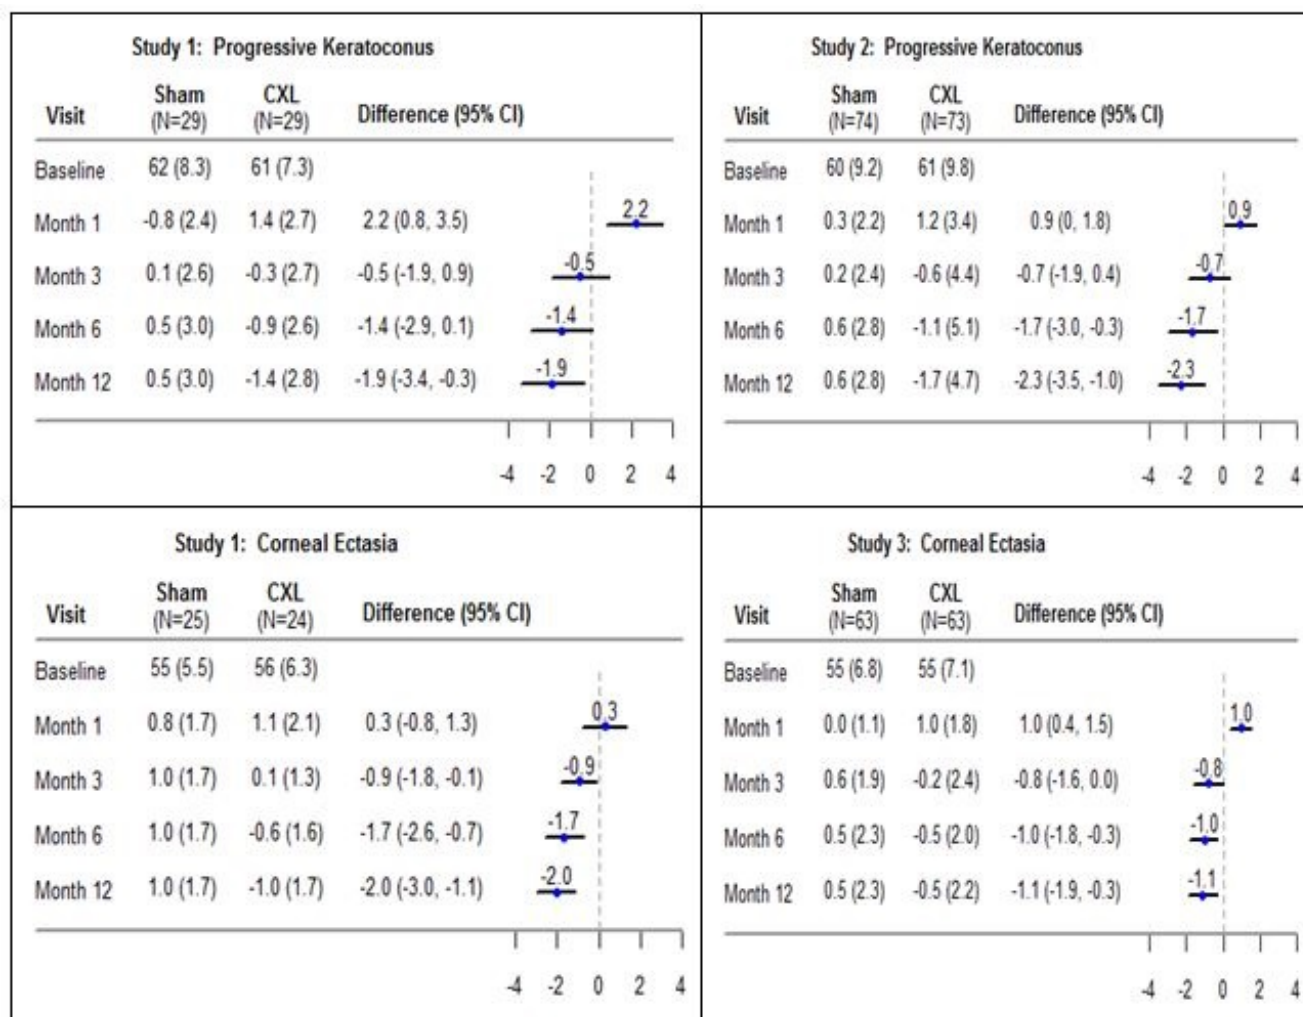 Study 1: Progressive Keratoconus
Visit Sham (N=29) CXL (N=29) Difference (95% CI)
Baseline 62 (8.3) 61 (7.3)
Month 1 -0.8 (2.4) 1.4 (2.7) 2.2 (0.8, 3.5) 2.2
Month 3 0.1 (2.6) -0.3 (2.7) -0.5 (-1.9, 0.9) -0.5
Month 6 0.5 (3.0) -0.9 (2.6) -1.4 (-2.9, 0.1) -1.4
Month 12 0.5 (3.0) -1.4 (2.8) -1.9 (-3.4, -0.3) -1.9
-4 -2 0 2 4
Study 2: Progressive Keratoconus
Visit Sham (N=74) CXL (N=73) Difference (95% CI)
Baseline 60 (9.2) 61 (9.8)
Month 1 0.3 (2.2) 1.2 (3.4) 0.9 (0, 1.8) 0.9
Month 3 0.2 (2.4) -0.6 (4.4) -0.7 (-1.9, 0.4) -0.7
Month 6 0.6 (2.8) -1.1 (5.1) -1.7 (-3.0, -0.3) -1.7
Month 12 0.6 (2.8) -1.7 (4.7) -2.3 (-3.5, -1.0) -2.3
-4 -2 0 2 4
Study 1: Corneal Ectasia
Visit Sham (N=25) CXL (N=24) Difference (95% CI)
Baseline 55 (5.5) 56 (6.3)
Month 1 0.8 (1.7) 1.1 (2.1) 0.3 (-0.8, 1.3) 0.3
Month 3 1.0 (1.7) 0.1 (1.3) -0.9 (-1.8, -0.1) -0.9
Month 6 1.0 (1.7) -0.6 (1.6) -1.7 (-2.6, -0.7) -1.7
Month 12 1.0 (1.7) -1.0 (1.7) -2.0 (-3.0, -1.1) -2.0
-4 -2 0 2 4
Study 3: Corneal Ectasia
Visit Sham (N=63) CXL (N=63) Difference (95% CI)
Baseline 55 (6.8) 55 (7.1)
Month 1 0.0 (1.1) 1.0 (1.8) 1.0 (0.4, 1.5) 1.0
Month 3 0.6 (1.9) -0.2 (2.4) -0.8 (-1.6, 0.0) -0.8
Month 6 0.5 (2.3) -0.5 (2.0) -1.0 (-1.8, -0.3) -1.0
Month 12 0.5 (2.3) -0.5 (2.2) -1.1 (-1.9, -0.3) -1.1
-4 -2 0 2 4